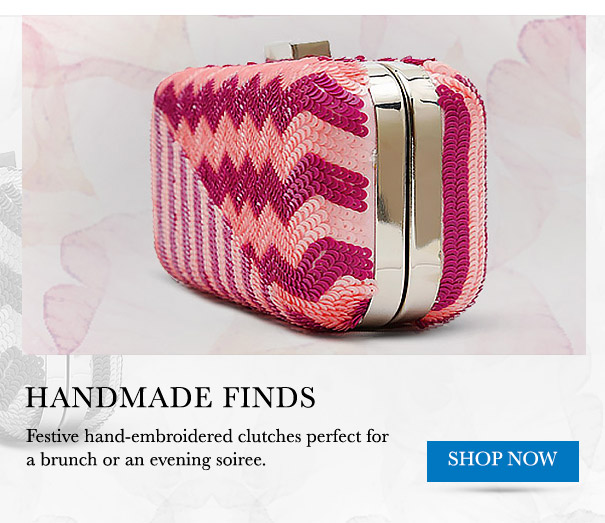 HANDMADE FINDS
Festive hand-embroidered clutches perfect for
a brunch or an evening soiree.
SHOP NOW